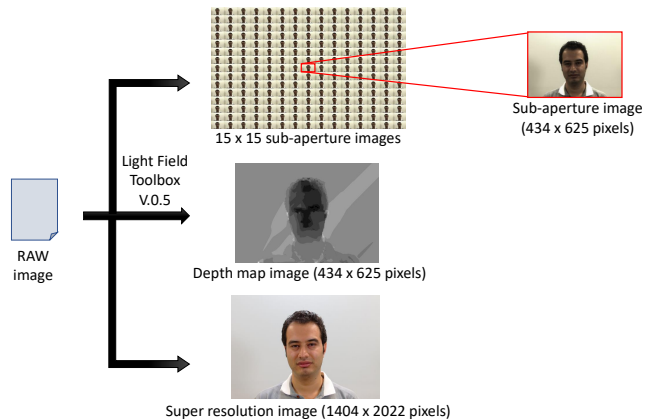 15 x 15 sub-aperture images
Sub-aperture image
(434 x 625 pixels)
Light Field
Toolbox
V.0.5
RAW
image
Depth map image (434 x 625 pixels)
Super resolution image (1404 x 2022 pixels)